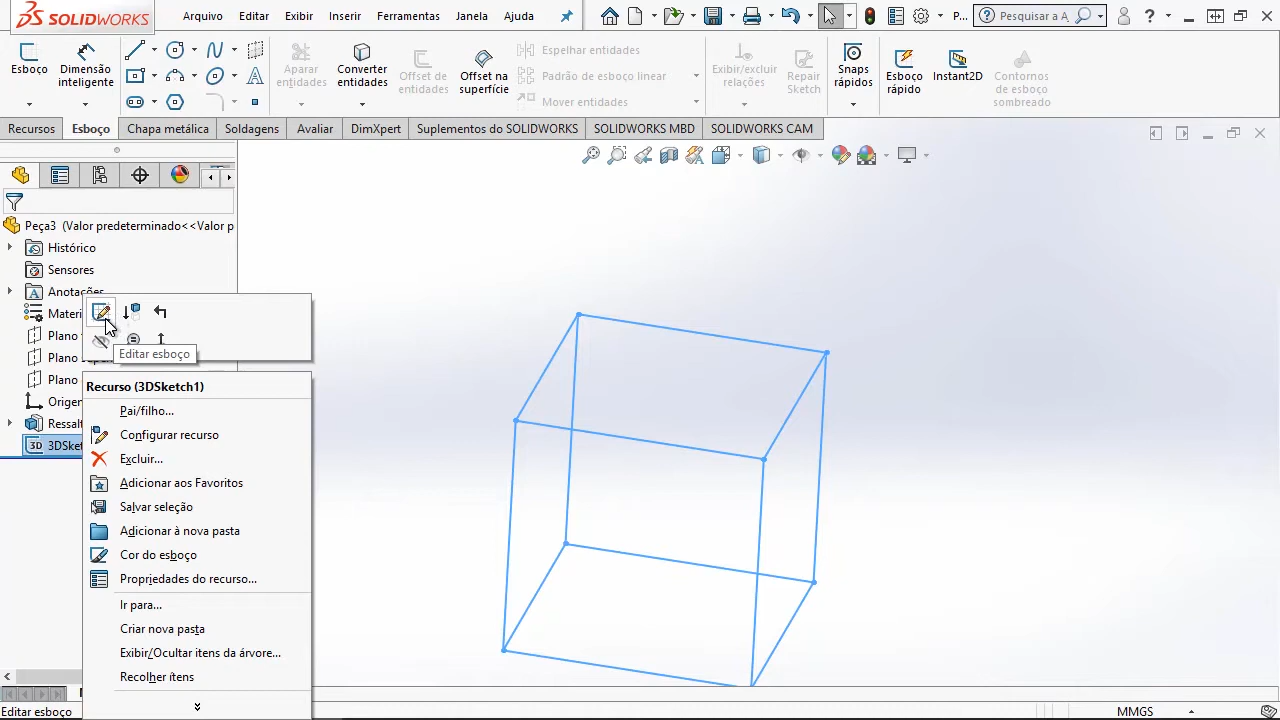 SOLIDWORKS
Arquivo
Editar
Exibir
Inserir
Ferramentas
Janela
Ajuda
P...
Pesquisar a A
?
Esboço
Dimensão
inteligente
Aparar
entidades
Converter
entidades
Offset de
entidades
Offset na
superfície
Espelhar entidades
Padrão de esboço linear
Mover entidades
Exibir/excluir
relações
Repair
Sketch
Snaps
rápidos
Esboço
rápido
Instant2D
Contornos
de esboço
sombreado
Recursos
Esboço
Chapa metálica
Soldagens
Avaliar
DimXpert
Suplementos do SOLIDWORKS
SOLIDWORKS MBD
SOLIDWORKS CAM
Peça3 (Valor predeterminado<<Valor p
Histórico
Sensores
Anotações
Materi
Plano
Plano
Plano
Orige
Ressal
3D 3DSke
Editar esboço
Recurso (3DSketch1)
Pai/filho...
Configurar recurso
Excluir...
Adicionar aos Favoritos
Salvar seleção
Adicionar à nova pasta
Cor do esboço
Propriedades do recurso...
Ir para...
Criar nova pasta
Exibir/Ocultar itens da árvore...
Recolher itens
Editar esboço
MMGS